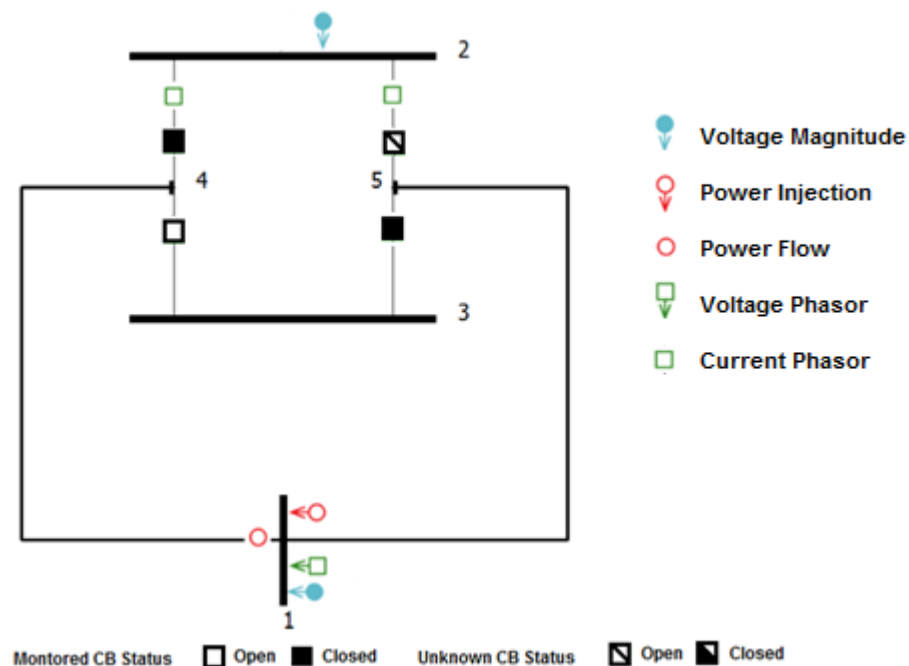 2
Voltage Magnitude
4
5
Power Injection
Power Flow
3
Voltage Phasor
Current Phasor
1
Montored CB Status Open Closed Unknown CB Status Open Closed